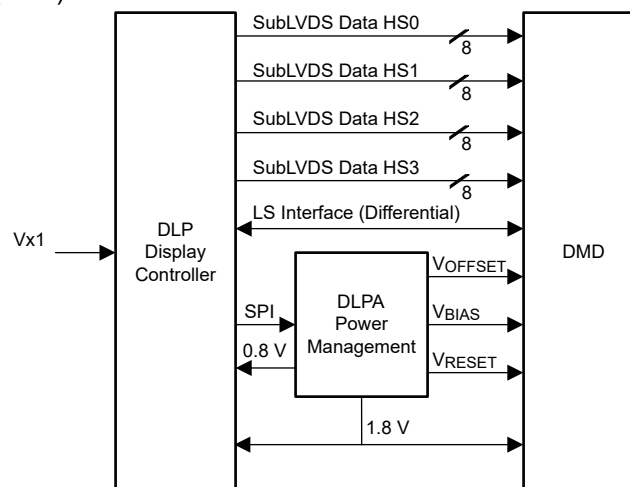 SubLVDS Data HS0
8
SubLVDS Data HS1
8
SubLVDS Data HS2
8
SubLVDS Data HS3
8
LS Interface (Differential)
Vx1
DLP
Display
Controller
DMD
SPI
0.8 V
DLPA
Power
Management
VOFFSET
VBIAS
VRESET
1.8 V